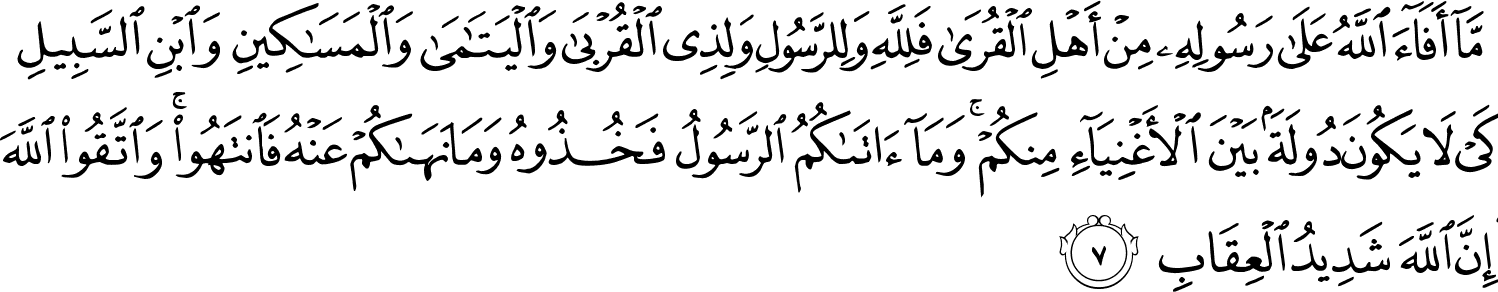 مَّآ أَفَآءَ ٱللَّهُ عَلَىٰ رَسُولِهِۦ مِنْ أَهْلِ ٱلْقُرَىٰ فَلِلَّهِ وَلِلرَّسُولِ وَلِذِى ٱلْقُرْبَىٰ وَٱلْيَتَـٰمَىٰ وَٱلْمَسَـٰكِينِ وَٱبْنِ ٱلسَّبِيلِ
كَىْ لَا يَكُونَ دُولَةَۢ بَيْنَ ٱلْأَغْنِيَآءِ مِنكُمْ ۚ وَمَآ ءَاتَىٰكُمُ ٱلرَّسُولُ فَخُذُوهُ وَمَا نَهَىٰكُمْ عَنْهُ فَٱنتَهُوا۟ ۚ وَٱتَّقُوا۟ ٱللَّهَ
إِنَّ ٱللَّهَ شَدِيدُ ٱلْعِقَابِ ٧